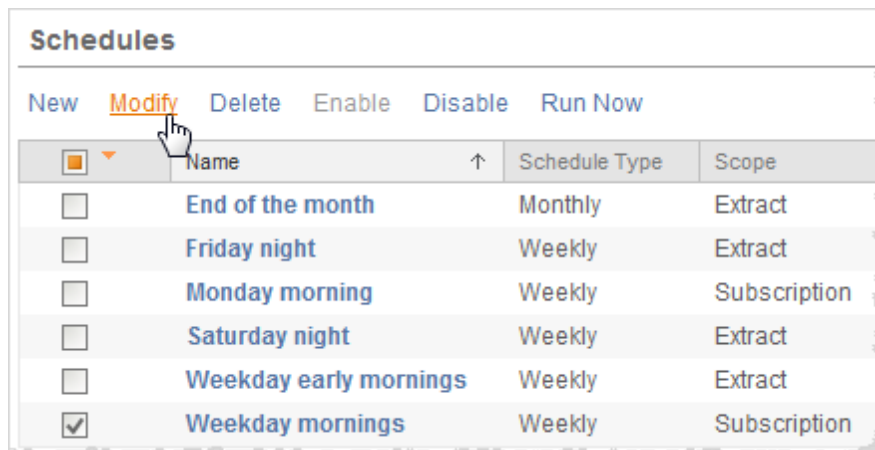 Schedules
New Modify Delete Enable Disable Run Now
Name Schedule Type Scope
End of the month Monthly Extract
Friday night Weekly Extract
Monday morning Weekly Subscription
Saturday night Weekly Extract
Weekday early mornings Weekly Extract
Weekday mornings Weekly Subscription